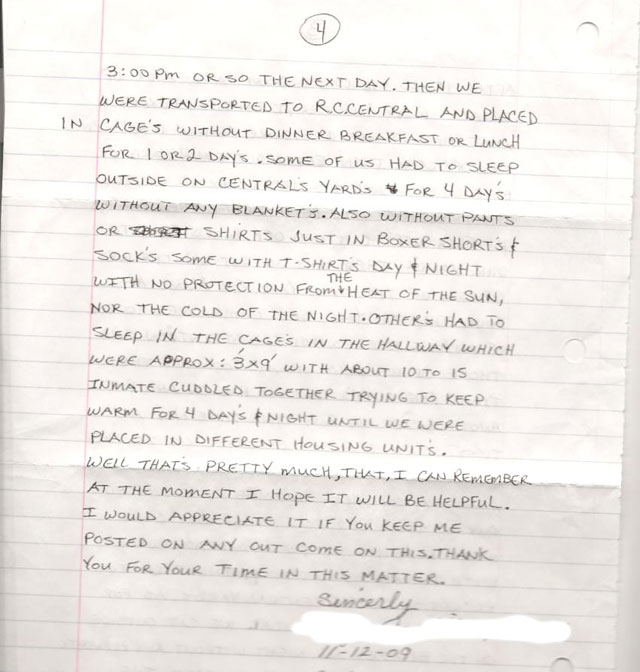 4
3:00 Pm OR SO THE NEXT DAY. THEN WE
WERE TRANSPORTED TO R.C.CENTRAL AND PLACED
IN CAGE'S WITHOUT DINNER BREAKFAST OR LUNCH
FOR 1 OR 2 DAY'S. SOME OF US HAD TO SLEEP
OUTSIDE ON CENTRAL'S YARD'S FOR 4 DAY'S
WITHOUT ANY BLANKET'S. ALSO WITHOUT PANTS
OR SHIRTS JUST IN BOXER SHORT'S &
SOCK'S SOME WITH T-SHIRT'S DAY & NIGHT
WITH NO PROTECTION FROM THE HEAT OF THE SUN,
NOR THE COLD OF THE NIGHT. OTHER'S HAD TO
SLEEP IN THE CAGE'S IN THE HALLWAY WHICH
WERE APPROX: 3'X9' WITH ABOUT 10 TO 15
INMATE CUDDLED TOGETHER TRYING TO KEEP
WARM FOR 4 DAY'S & NIGHT UNTIL WE WERE
PLACED IN DIFFERENT HOUSING UNIT'S.
WELL THAT'S PRETTY MUCH, THAT, I CAN REMEMBER
AT THE MOMENT I HOPE IT WILL BE HELPFUL.
I WOULD APPRECIATE IT IF YOU KEEP ME
POSTED ON ANY OUT COME ON THIS. THANK
YOU FOR YOUR TIME IN THIS MATTER.
Sincerly
11-12-09